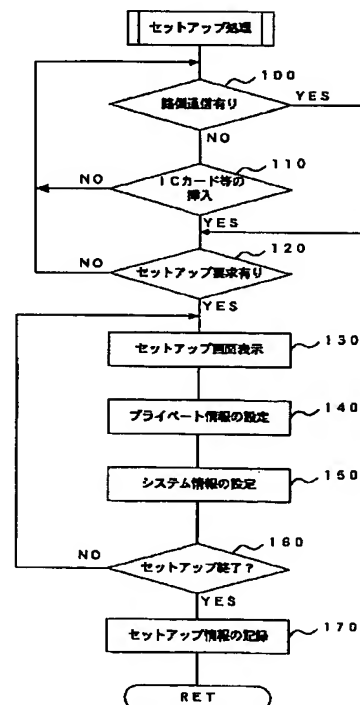 セットアップ処理
100
路側通信有り
YES
NO
110
NO
ICカード等の
挿入
YES
120
NO
セットアップ要求有り
YES
セットアップ画面表示
130
プライベート情報の設定
140
システム情報の設定
150
160
NO
セットアップ終了?
YES
セットアップ情報の記録
170
RET